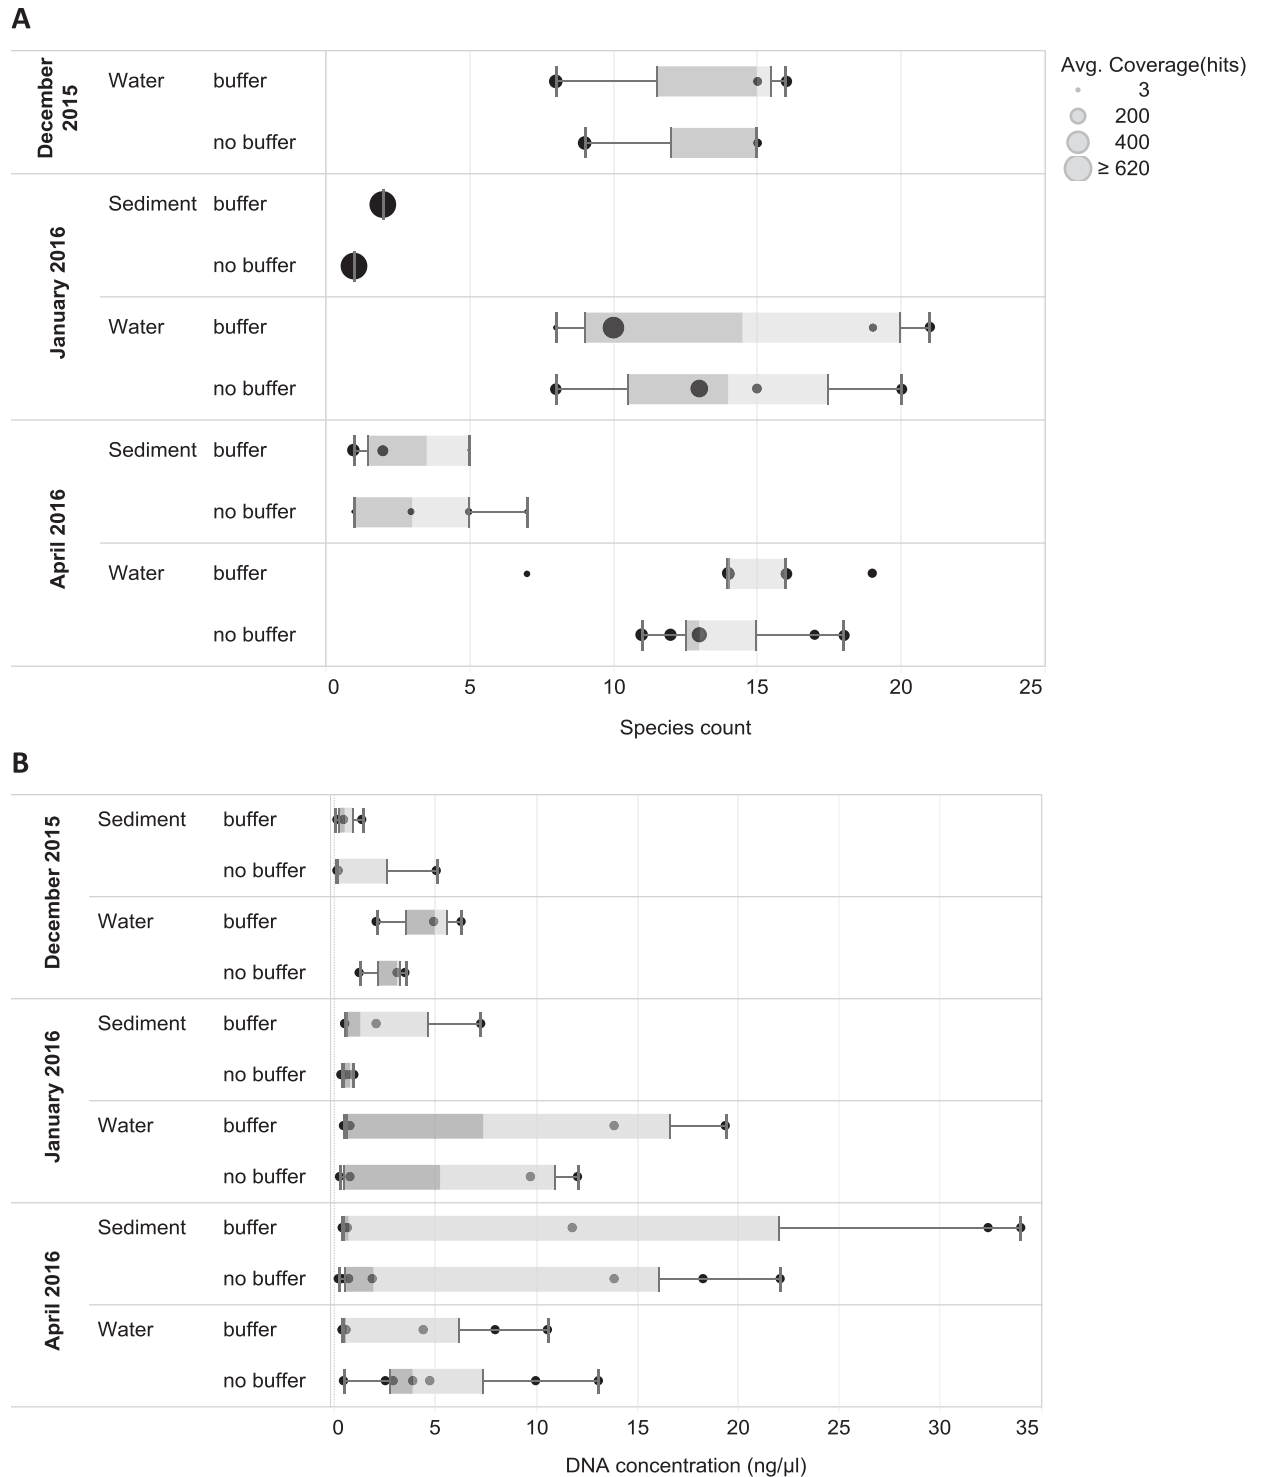 A
Avg. Coverage(hits)
3
200
400
≥ 620
December
2015
Water buffer
no buffer
January 2016
Sediment buffer
no buffer
Water buffer
no buffer
April 2016
Sediment buffer
no buffer
Water buffer
no buffer
0 5 10 15 20 25
Species count
B
December 2015
Sediment buffer
no buffer
Water buffer
no buffer
January 2016
Sediment buffer
no buffer
Water buffer
no buffer
April 2016
Sediment buffer
no buffer
Water buffer
no buffer
0 5 10 15 20 25 30 35
DNA concentration (ng/µl)